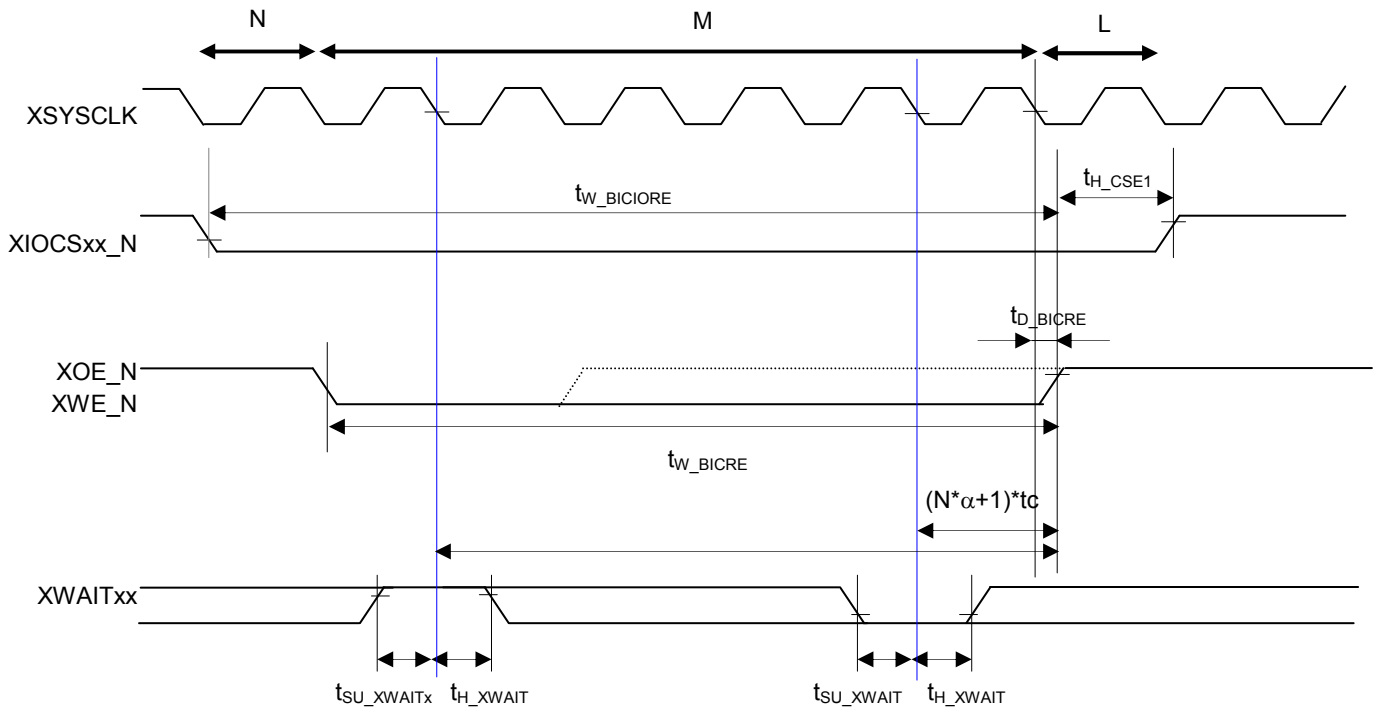 N
M
L
XSYSCLK
tW_BICIORE
tH_CSE1
XIOCSxx_N
tD_BICRE
XOE_N
XWE_N
tW_BICRE
(N*α+1)*tc
XWAITxx
tSU_XWAITx tH_XWAIT tSU_XWAIT tH_XWAIT